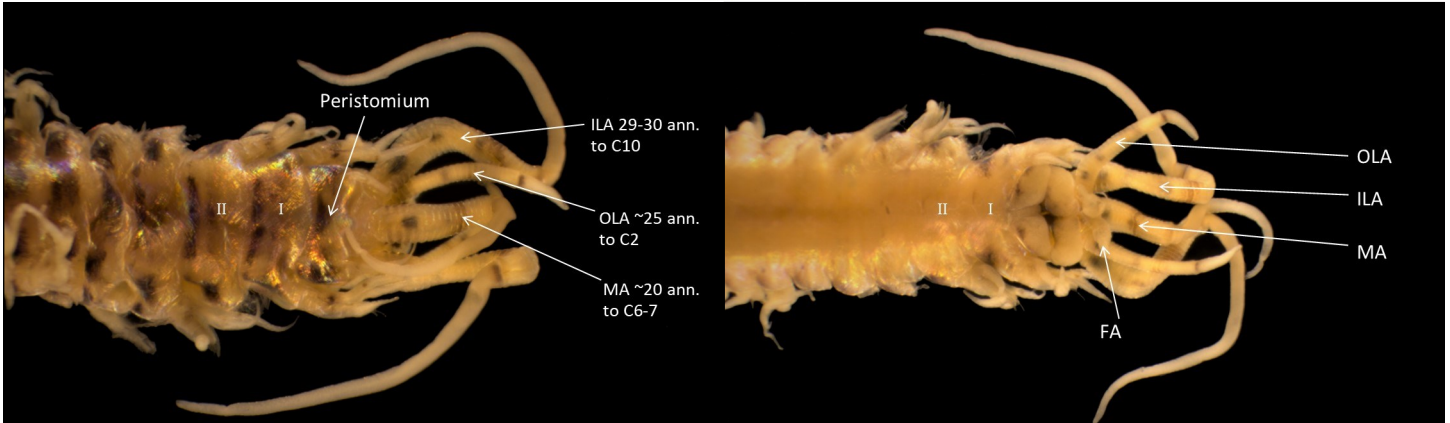 Peristomium
ILA 29-30 ann.
to C10
II
I
OLA ~25 ann.
to C2
MA ~20 ann.
to C6-7
OLA
ILA
II
I
MA
FA